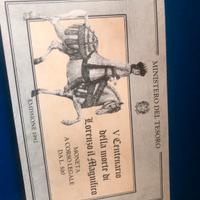 MINISTERO DEL TESORO
V Centenario
della morte di
Lorenzo il Magnifico
MONETA
A CORSO LEGALE
DA L. 500
EMISSIONE 1992